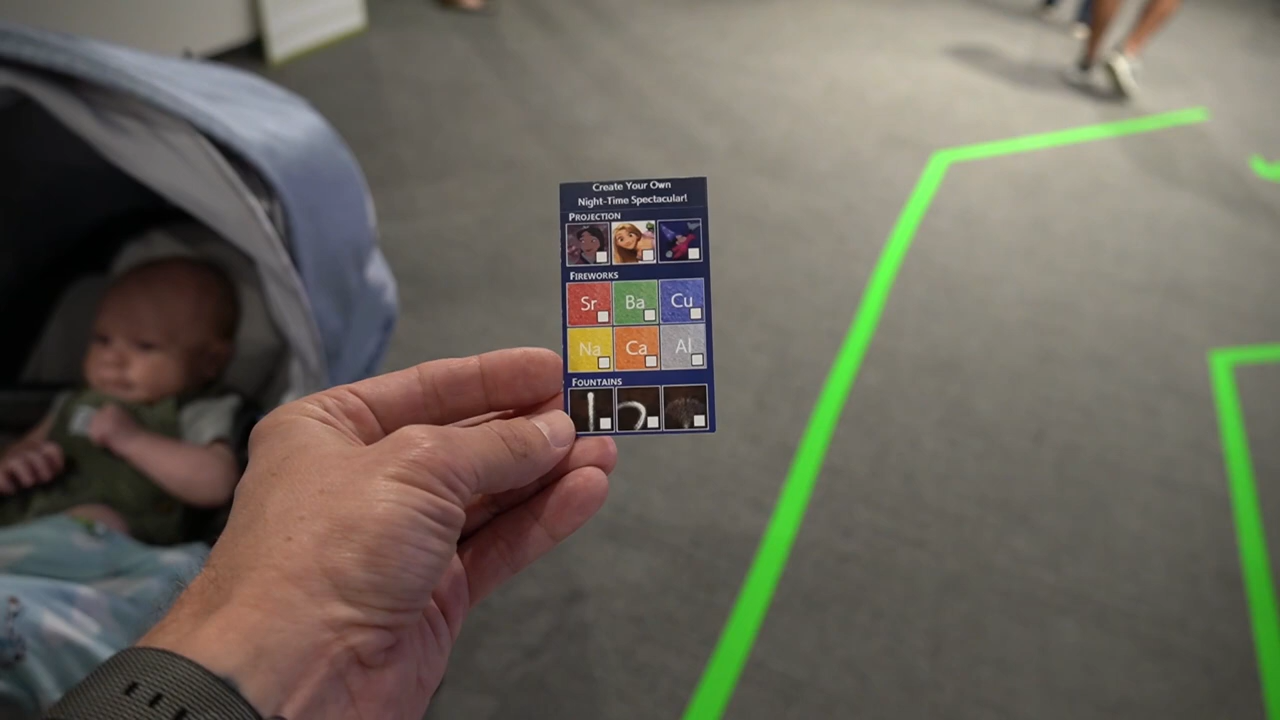 Create Your Own
Night-Time Spectacular!
PROJECTION
FIREWORKS
Sr Ba Cu
Na Ca Al
FOUNTAINS